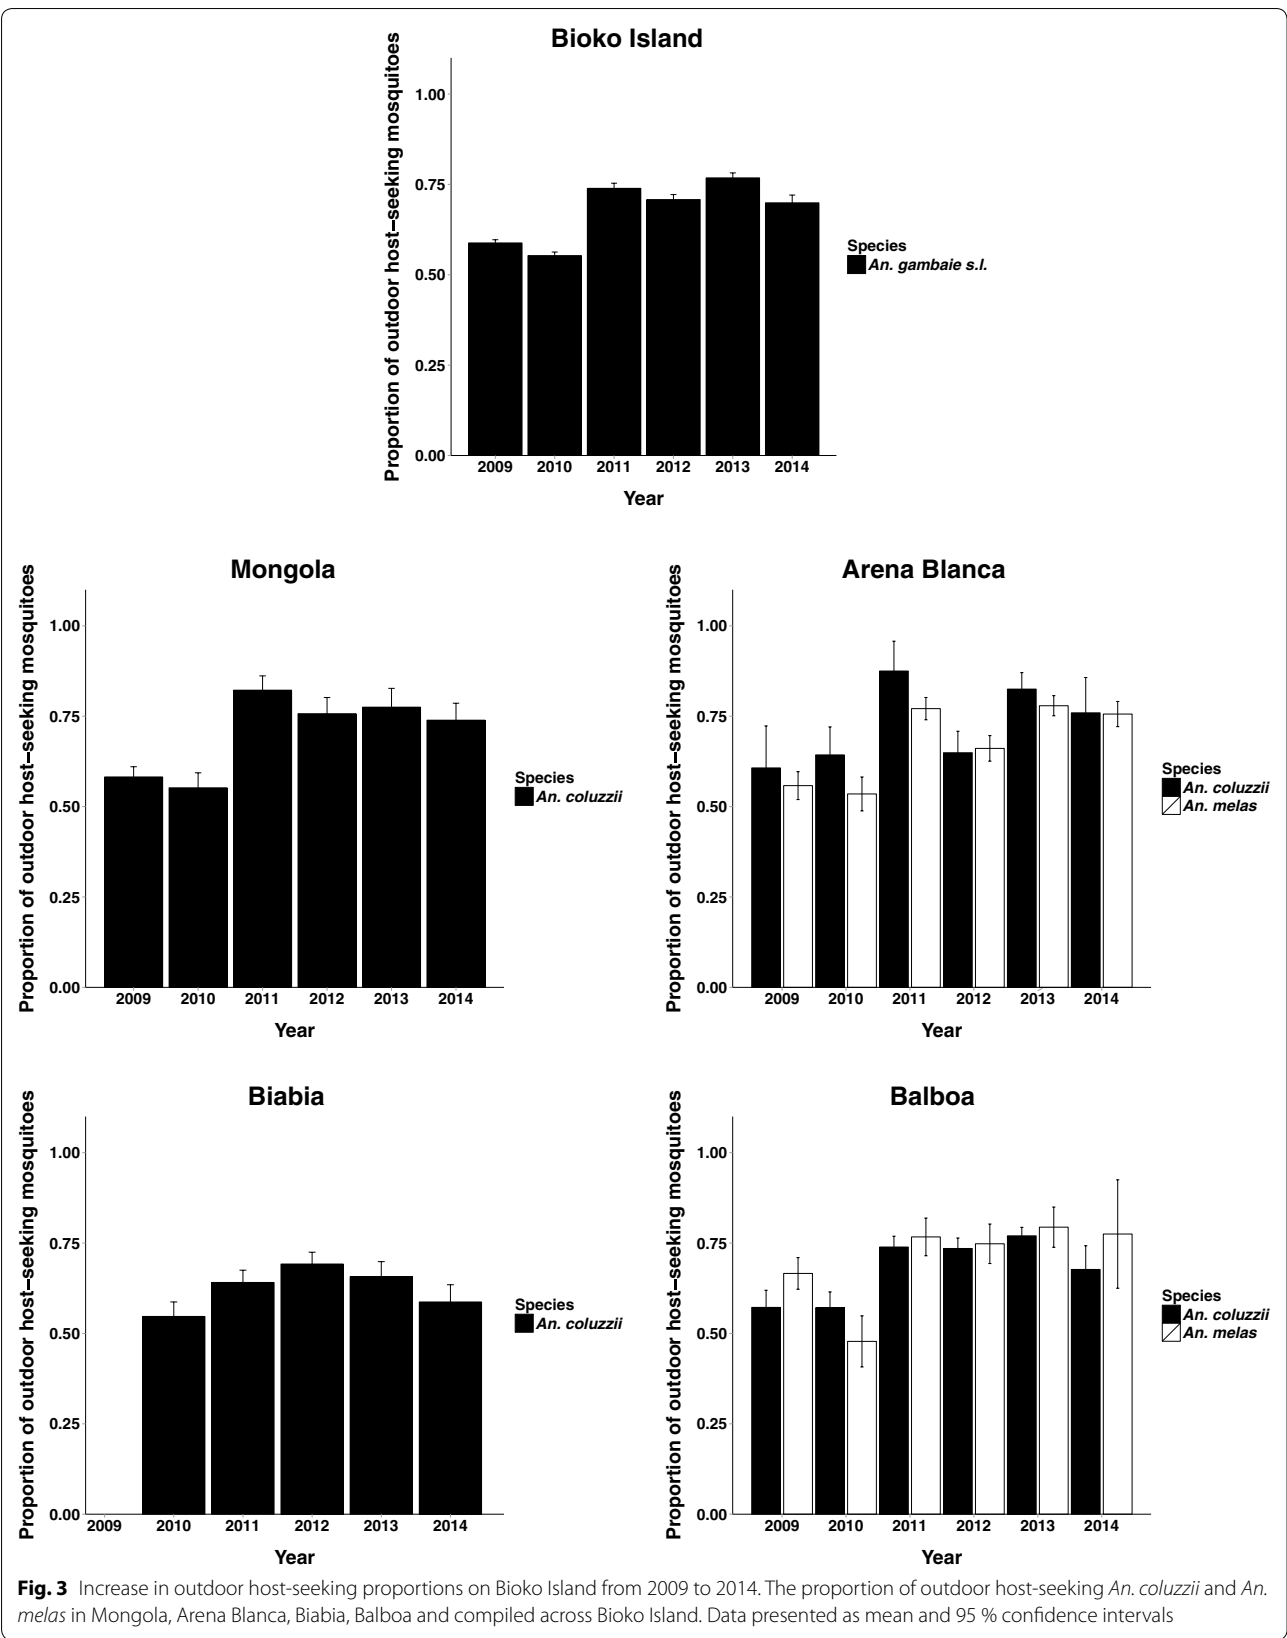 Bioko Island
Proportion of outdoor host–seeking mosquitoes
1.00
0.75
0.50
0.25
0.00
2009 2010 2011 2012 2013 2014
Year
Species
An. gambaie s.l.
Mongola
Proportion of outdoor host–seeking mosquitoes
1.00
0.75
0.50
0.25
0.00
2009 2010 2011 2012 2013 2014
Year
Species
An. coluzzii
Arena Blanca
Proportion of outdoor host–seeking mosquitoes
1.00
0.75
0.50
0.25
0.00
2009 2010 2011 2012 2013 2014
Year
Species
An. coluzzii
An. melas
Biabia
Proportion of outdoor host–seeking mosquitoes
1.00
0.75
0.50
0.25
0.00
2009 2010 2011 2012 2013 2014
Year
Species
An. coluzzii
Balboa
Proportion of outdoor host–seeking mosquitoes
1.00
0.75
0.50
0.25
0.00
2009 2010 2011 2012 2013 2014
Year
Species
An. coluzzii
An. melas
Fig. 3 Increase in outdoor host-seeking proportions on Bioko Island from 2009 to 2014. The proportion of outdoor host-seeking An. coluzzii and An.
melas in Mongola, Arena Blanca, Biabia, Balboa and compiled across Bioko Island. Data presented as mean and 95 % confidence intervals